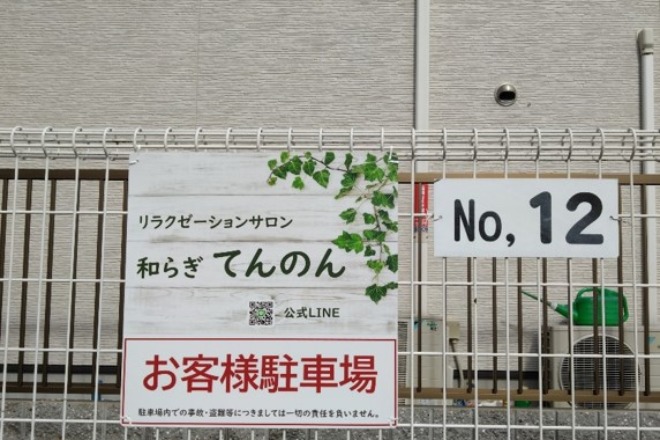 リラクゼーションサロン
和らぎ てんのん
公式LINE
お客様駐車場
駐車場内での事故・盗難等につきましては一切の責任を負いません。
No, 12